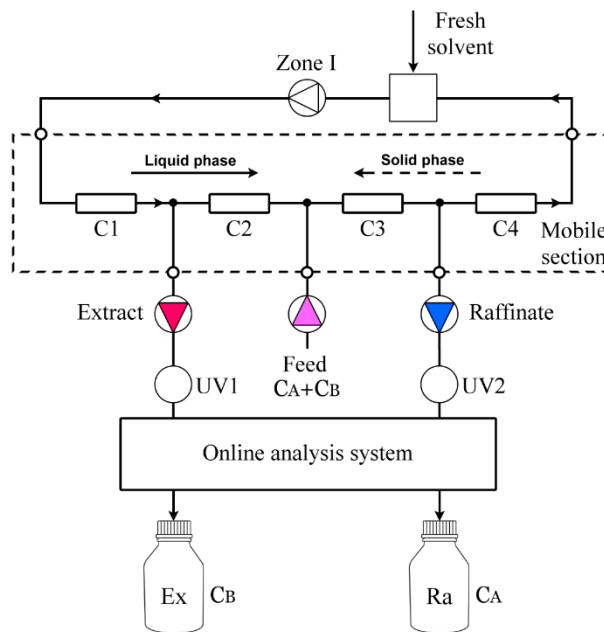 Fresh
solvent
Zone I
Liquid phase
Solid phase
C1
C2
C3
C4
Mobile
section
Extract
Raffinate
Feed
CA+CB
UV1
UV2
Online analysis system
Ex
CB
Ra
CA